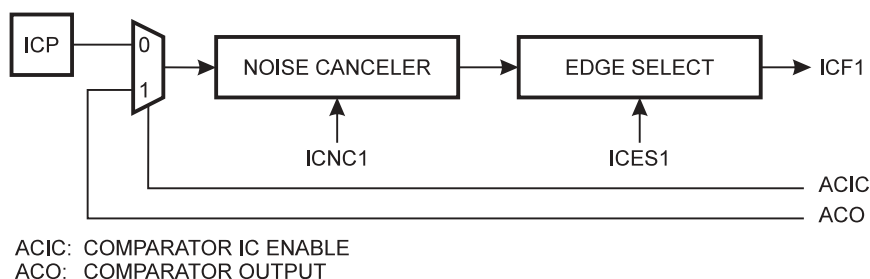 ICP
0
1
NOISE CANCELER
EDGE SELECT
ICF1
ICNC1
ICES1
ACIC
ACO
ACIC: COMPARATOR IC ENABLE
ACO: COMPARATOR OUTPUT